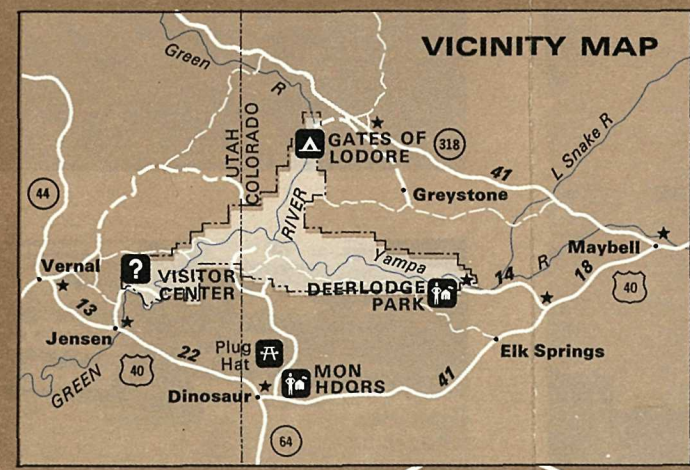 VICINITY MAP
Green
R
UTAH
COLORADO
GATES OF
LODORE
318
41
L Snake R
44
Greystone
RIVER
Maybell
Vernal
?
VISITOR
CENTER
Yampa
R
14
18
40
DEERLODGE
PARK
13
Jensen
22
Plug
Hat
Elk Springs
GREEN
40
MON
HDQRS
41
Dinosaur
64